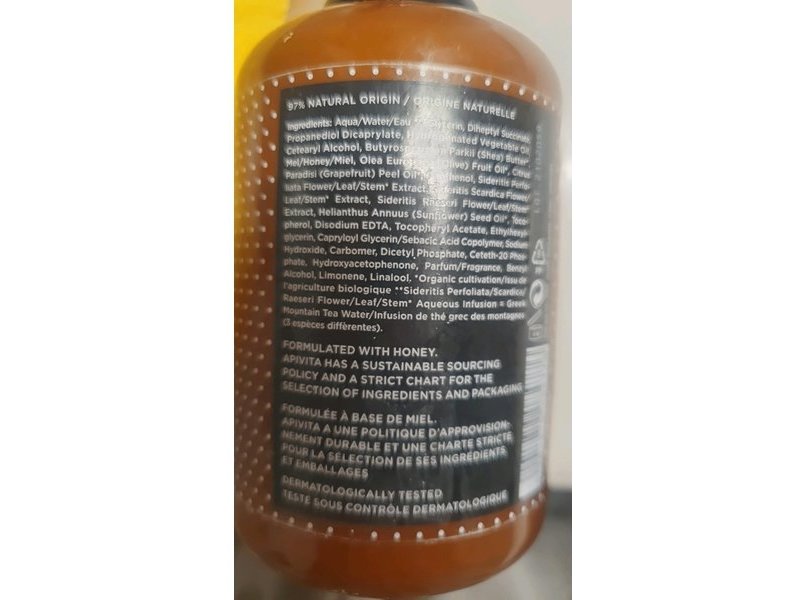 97% NATURAL ORIGIN / ORIGINE NATURELLE
Ingredients: Aqua/Water/Eau **, Glycerin, Diheptyl Succinate,
Propanediol Dicaprylate, Hydrogenated Vegetable Oil,
Cetearyl Alcohol, Butyrospermum Parkii (Shea) Butter*,
Mel/Honey/Miel, Olea Europaea (Olive) Fruit Oil*, Citrus
Paradisi (Grapefruit) Peel Oil*, Panthenol, Sideritis Perfo-
liata Flower/Leaf/Stem* Extract, Sideritis Scardica Flower/
Leaf/Stem* Extract, Sideritis Raeseri Flower/Leaf/Stem*
Extract, Helianthus Annuus (Sunflower) Seed Oil*, Toco-
pherol, Disodium EDTA, Tocopheryl Acetate, Ethylhexyl-
glycerin, Capryloyl Glycerin/Sebacic Acid Copolymer, Sodium
Hydroxide, Carbomer, Dicetyl Phosphate, Ceteth-20 Phos-
phate, Hydroxyacetophenone, Parfum/Fragrance, Benzyl
Alcohol, Limonene, Linalool. *Organic cultivation/Issu de
l'agriculture biologique **Sideritis Perfoliata/Scardica/
Raeseri Flower/Leaf/Stem* Aqueous Infusion = Greek
Mountain Tea Water/Infusion de thé grec des montagnes
(3 espèces différentes).
FORMULATED WITH HONEY.
APIVITA HAS A SUSTAINABLE SOURCING
POLICY AND A STRICT CHART FOR THE
SELECTION OF INGREDIENTS AND PACKAGING
FORMULÉE À BASE DE MIEL.
APIVITA A UNE POLITIQUE D'APPROVISION-
NEMENT DURABLE ET UNE CHARTE STRICTE
POUR LA SÉLECTION DE SES INGRÉDIENTS
ET EMBALLAGES
DERMATOLOGICALLY TESTED
TESTÉ SOUS CONTRÔLE DERMATOLOGIQUE